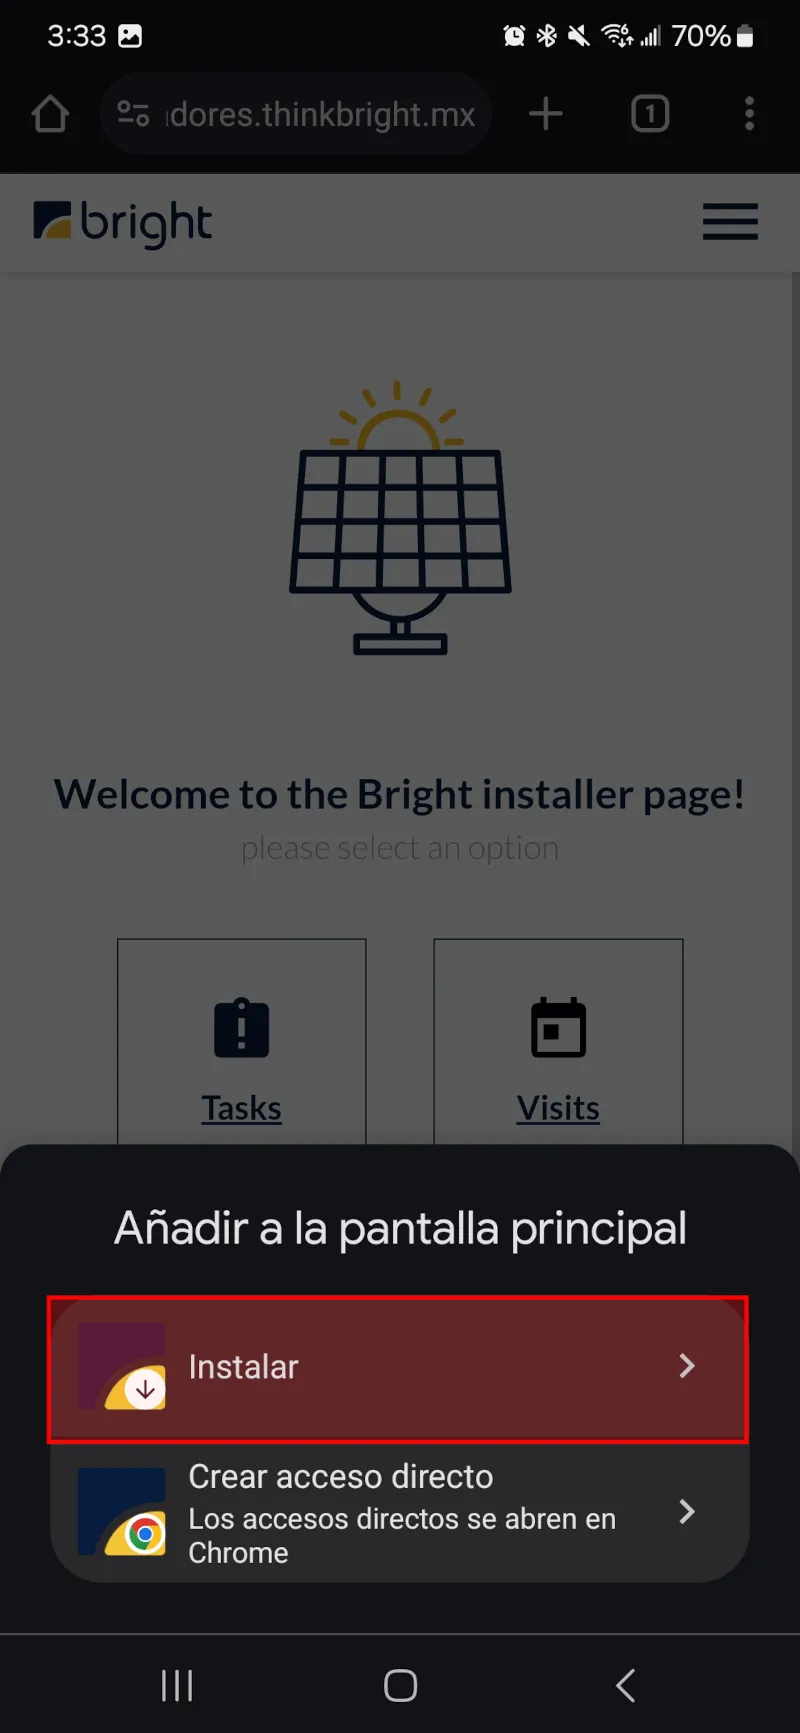 3:33
70%
dores.thinkbright.mx
1
bright
Welcome to the Bright installer page!
please select an option
Tasks
Visits
Añadir a la pantalla principal
Instalar
Crear acceso directo
Los accesos directos se abren en
Chrome